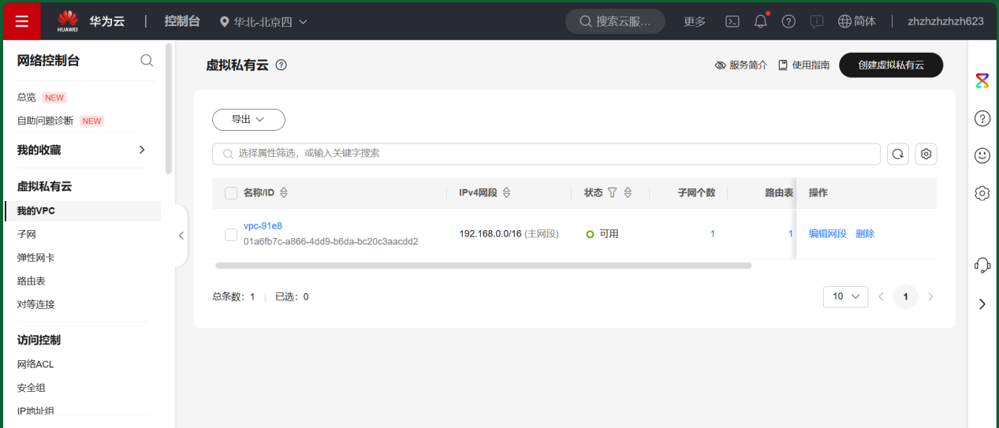 HUAWEI 华为云 | 控制台 华北-北京四 搜索云服... 更多 简体 | zhzhzhzhzh623
网络控制台
总览 NEW
自助问题诊断 NEW
我的收藏
虚拟私有云
我的VPC
子网
弹性网卡
路由表
对等连接
访问控制
网络ACL
安全组
IP地址组
虚拟私有云 服务简介 使用指南 创建虚拟私有云
导出
选择属性筛选，或输入关键字搜索
名称/ID IPv4网段 状态 子网个数 路由表 操作
vpc-91e8
01a6fb7c-a866-4dd9-b6da-bc20c3aacdd2
192.168.0.0/16 (主网段) 可用 1 1 编辑网段 删除
总条数：1 | 已选：0 10 1